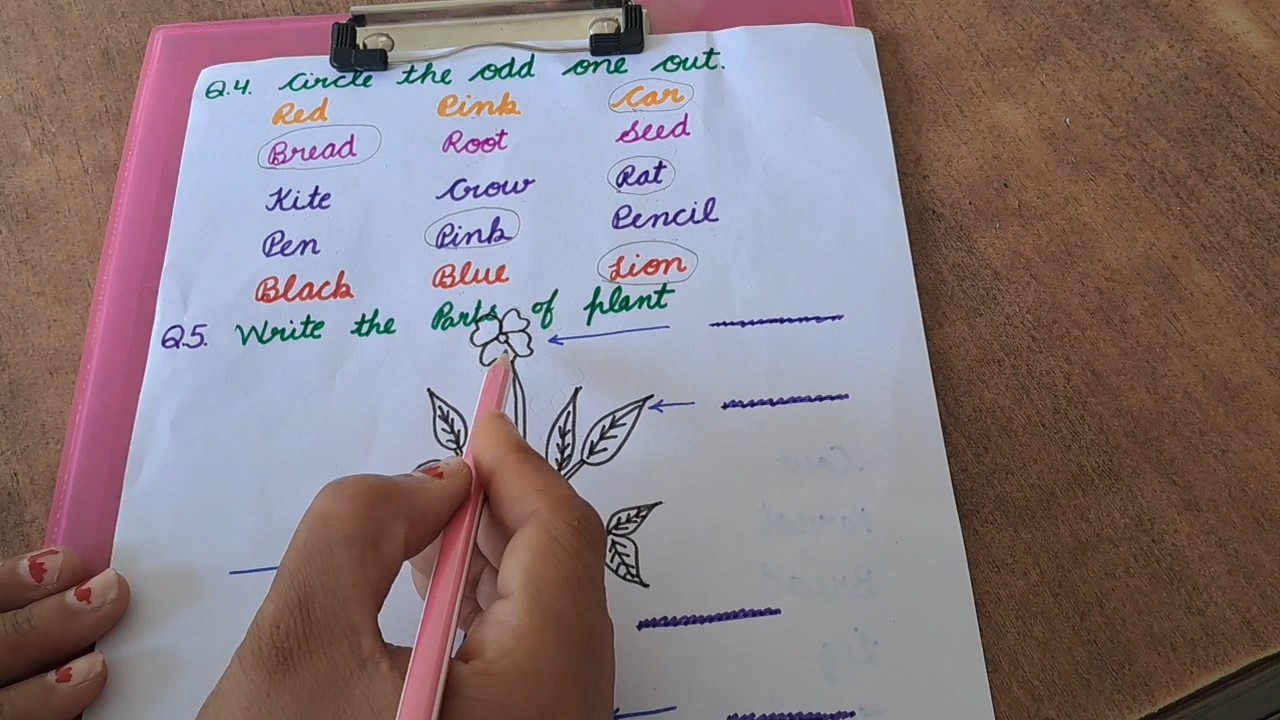 Q.4. Circle the odd one out.
Red Pink Car
Bread Root Seed
Kite Crow Rat
Pen Pink Pencil
Black Blue Lion
Q5. Write the Parts of plant